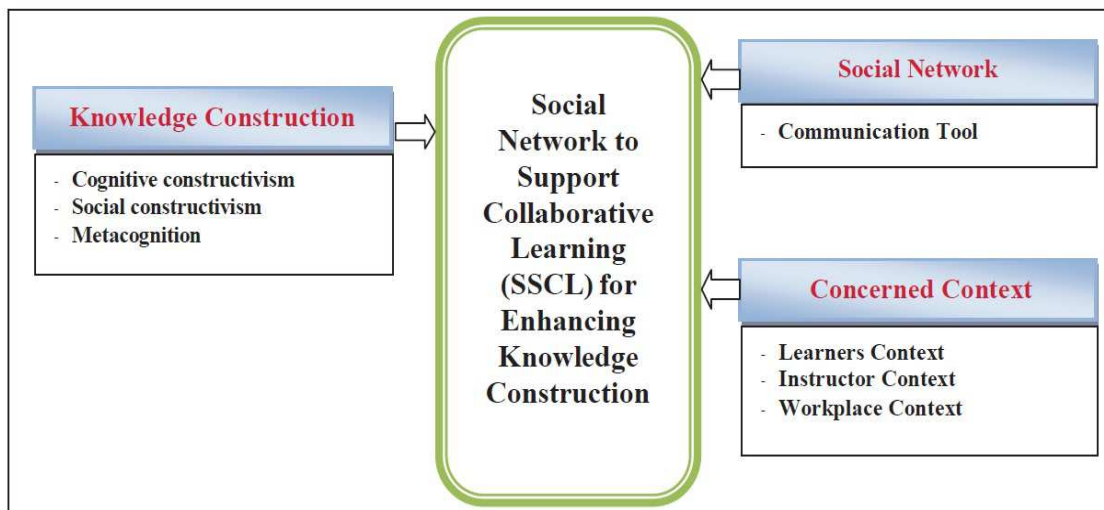 Knowledge Construction
- Cognitive constructivism
- Social constructivism
- Metacognition
Social
Network to
Support
Collaborative
Learning
(SSCL) for
Enhancing
Knowledge
Construction
Social Network
- Communication Tool
Concerned Context
- Learners Context
- Instructor Context
- Workplace Context